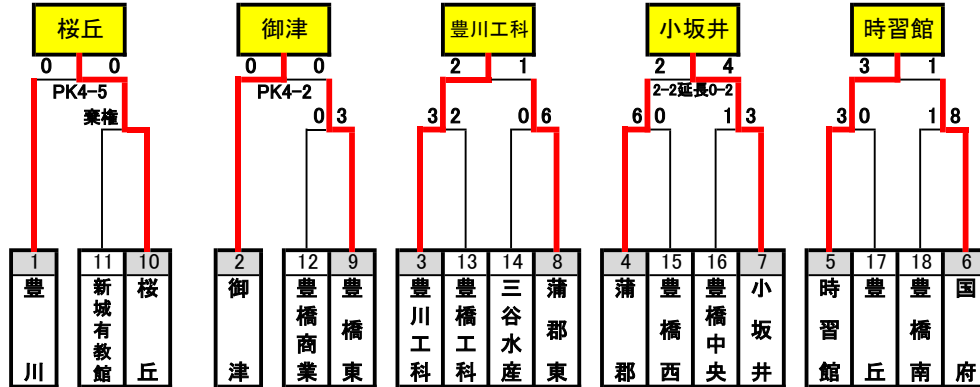 桜丘 御津 豊川工科 小坂井 時習館
0 0 0 0 2 1 2 4 3 1
PK4-5 PK4-2 2-2延長0-2
棄権 0 3 3 2 0 6 6 0 1 3 3 0 1 8
1 11 10 2 12 9 3 13 14 8 4 15 16 7 5 17 18 6
豊川
新城有教館
桜丘
御津
豊橋商業
豊橋東
豊川工科
豊橋工科
三谷水産
蒲郡東
蒲郡
豊橋西
豊橋中央
小坂井
時習館
豊丘
豊橋南
国府